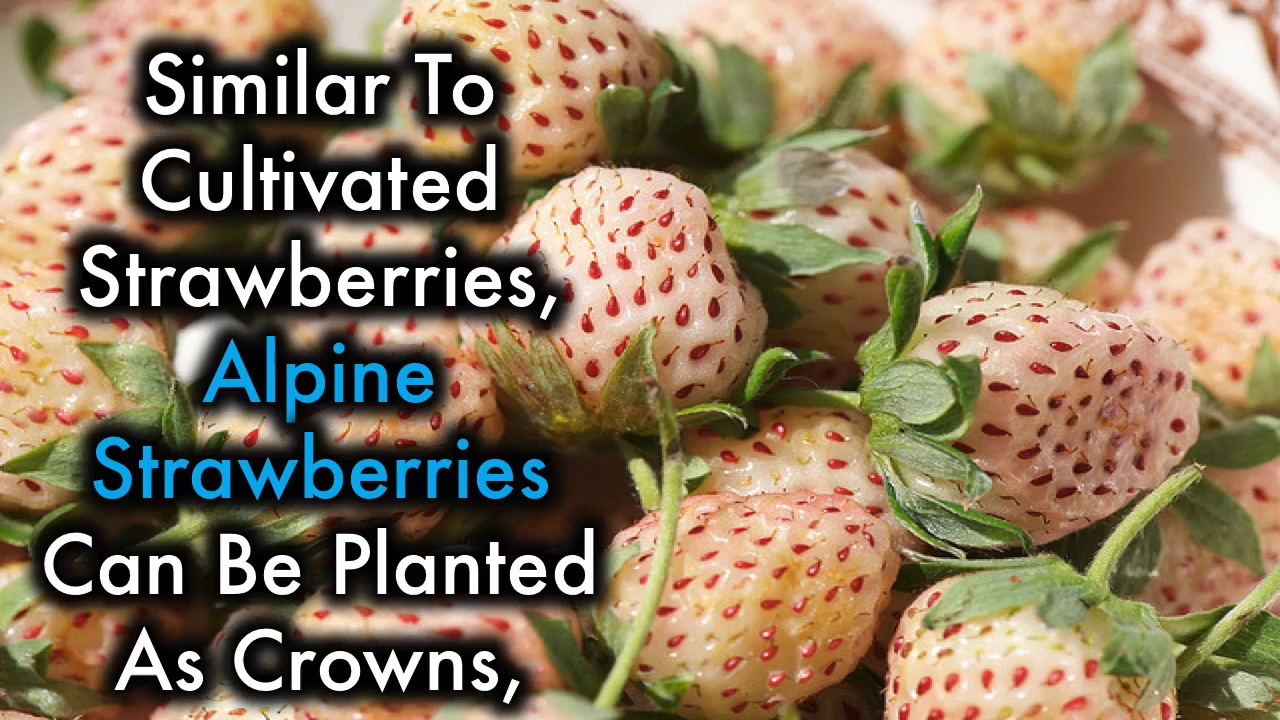 Similar To
Cultivated
Strawberries,
Alpine
Strawberries
Can Be Planted
As Crowns,